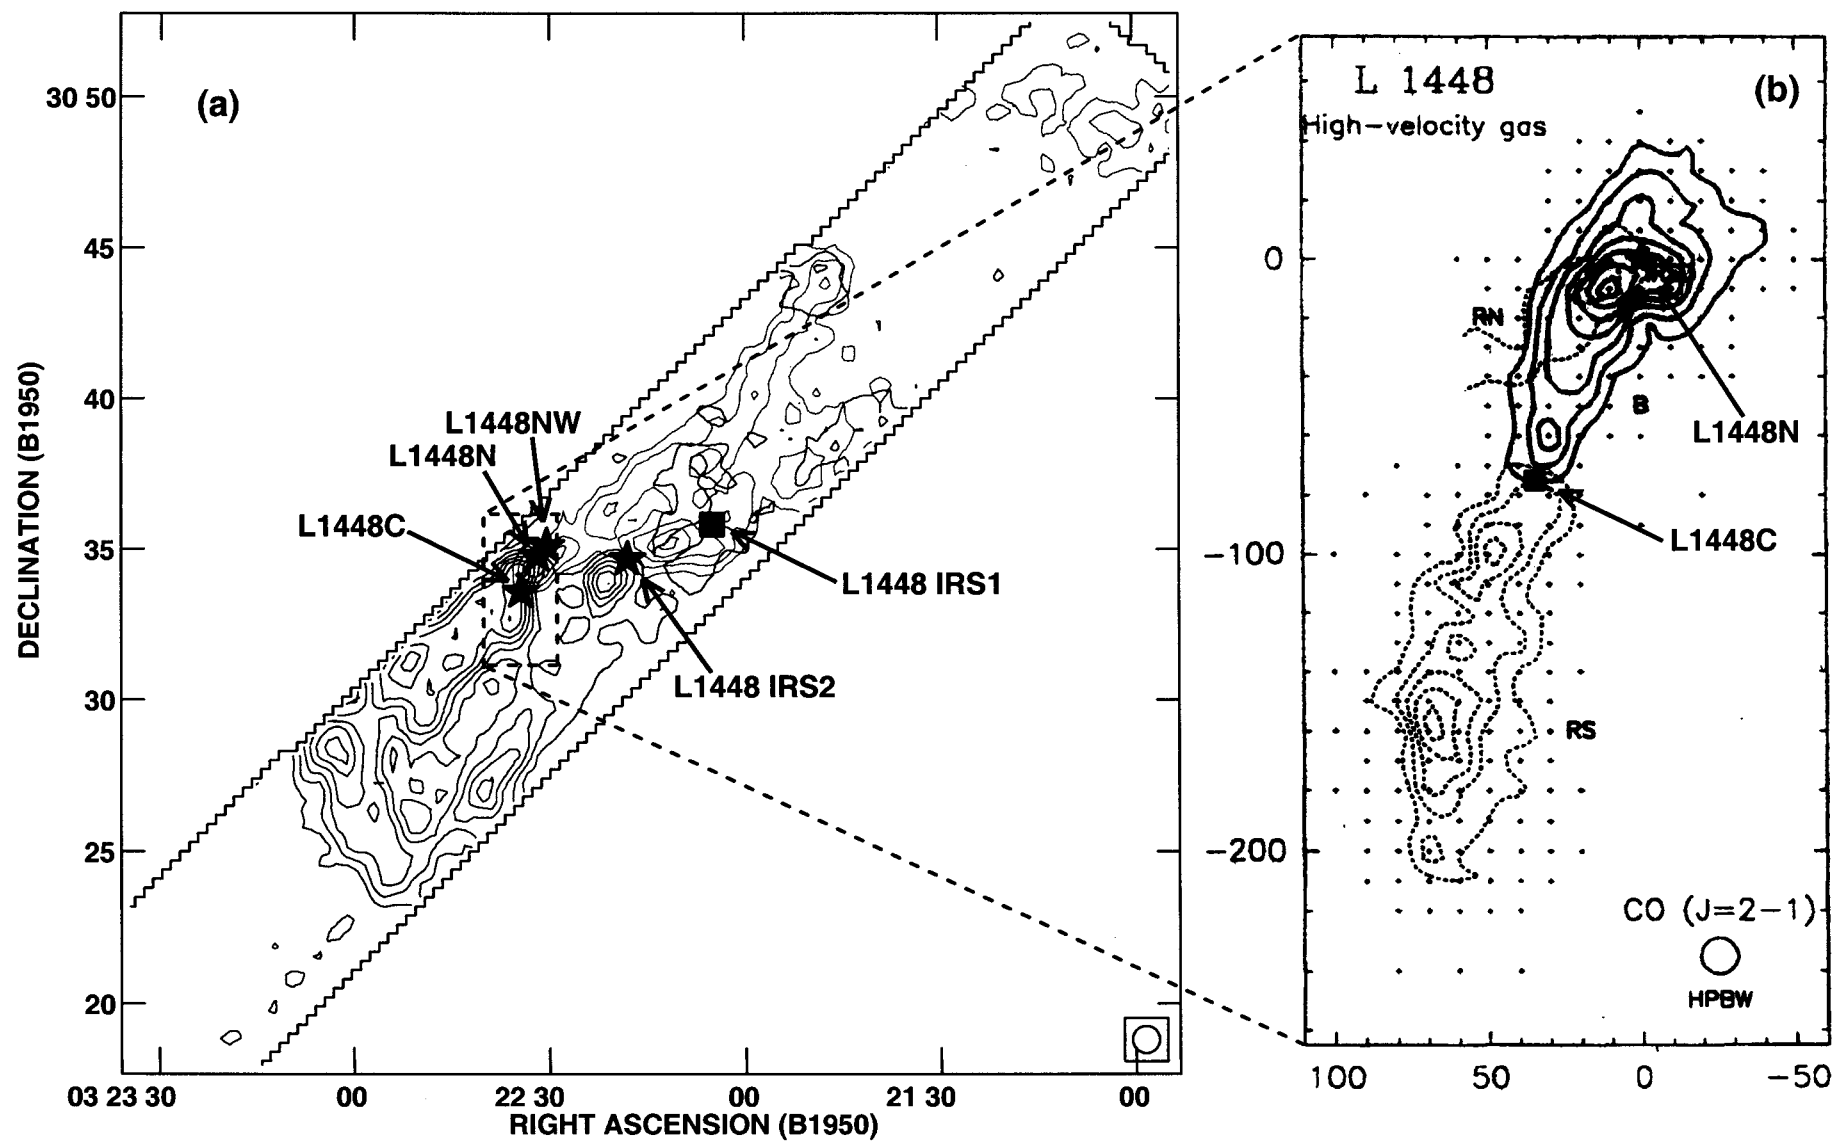 (a)
30 50
45
40
35
30
25
20
DECLINATION (B1950)
L1448NW
L1448N
L1448C
L1448 IRS1
L1448 IRS2
03 23 30
00
22 30
00
21 30
00
RIGHT ASCENSION (B1950)
L 1448
(b)
High-velocity gas
0
-100
-200
RN
B
L1448N
L1448C
RS
CO (J=2-1)
HPBW
100
50
0
-50